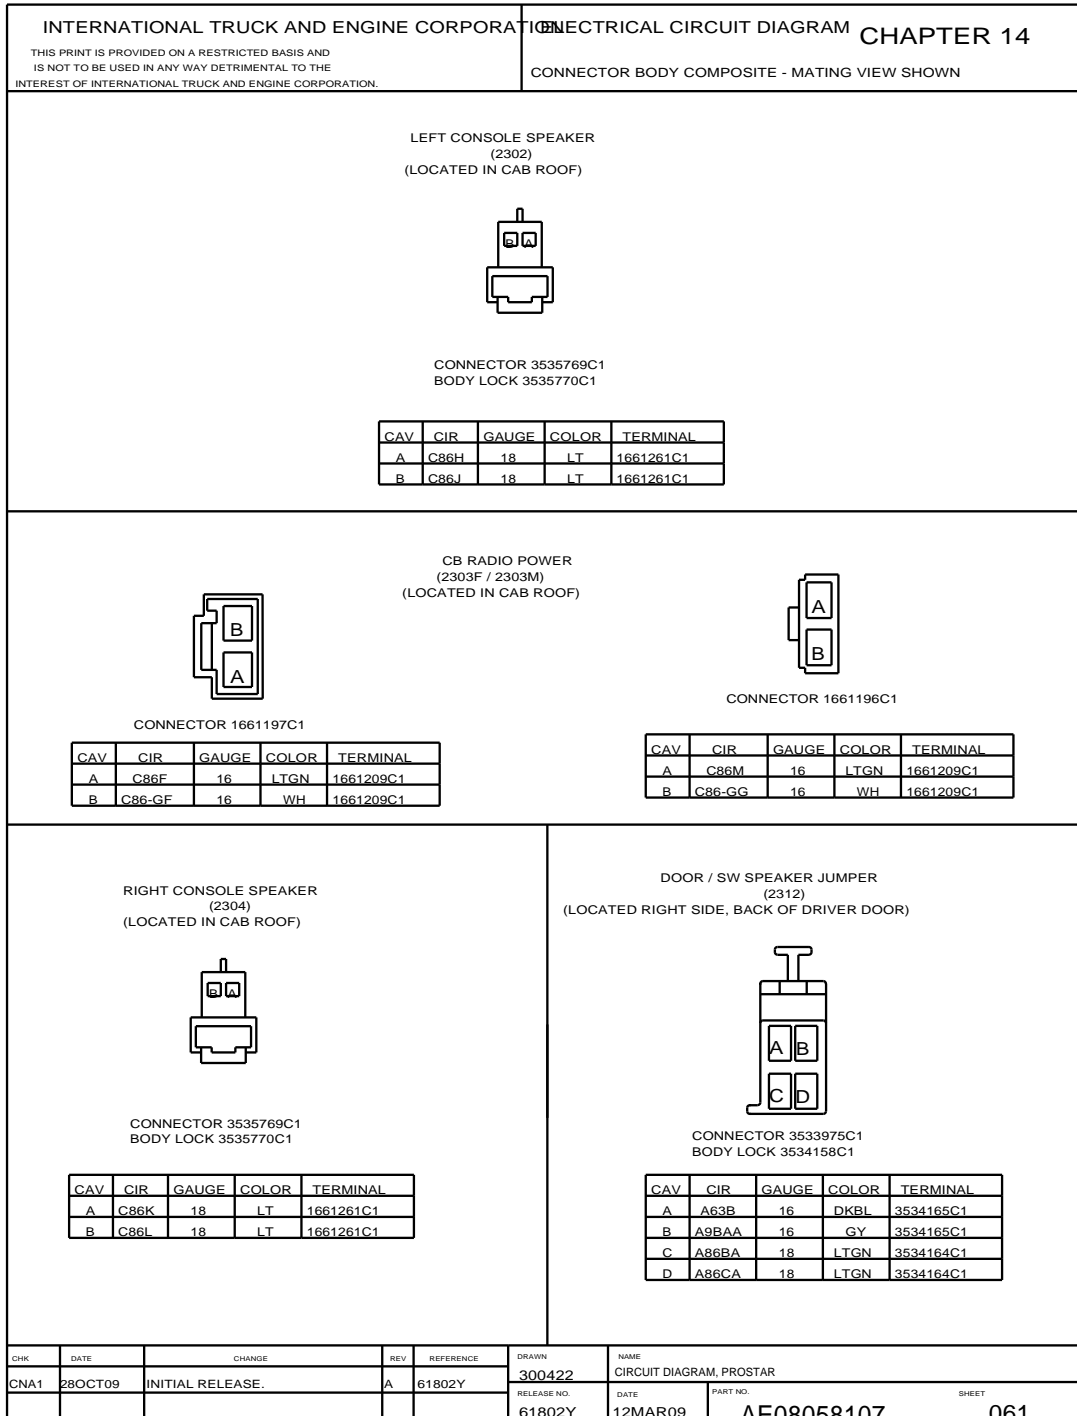 INTERNATIONAL TRUCK AND ENGINE CORPORATION
THIS PRINT IS PROVIDED ON A RESTRICTED BASIS AND
IS NOT TO BE USED IN ANY WAY DETRIMENTAL TO THE
INTEREST OF INTERNATIONAL TRUCK AND ENGINE CORPORATION.
ELECTRICAL CIRCUIT DIAGRAM CHAPTER 14
CONNECTOR BODY COMPOSITE - MATING VIEW SHOWN
LEFT CONSOLE SPEAKER
(2302)
(LOCATED IN CAB ROOF)
B A
CONNECTOR 3535769C1
BODY LOCK 3535770C1
CAV CIR GAUGE COLOR TERMINAL
A C86H 18 LT 1661261C1
B C86J 18 LT 1661261C1
CB RADIO POWER
(2303F / 2303M)
(LOCATED IN CAB ROOF)
B
A
CONNECTOR 1661197C1
CAV CIR GAUGE COLOR TERMINAL
A C86F 16 LTGN 1661209C1
B C86-GF 16 WH 1661209C1
A
B
CONNECTOR 1661196C1
CAV CIR GAUGE COLOR TERMINAL
A C86M 16 LTGN 1661209C1
B C86-GG 16 WH 1661209C1
RIGHT CONSOLE SPEAKER
(2304)
(LOCATED IN CAB ROOF)
B A
CONNECTOR 3535769C1
BODY LOCK 3535770C1
CAV CIR GAUGE COLOR TERMINAL
A C86K 18 LT 1661261C1
B C86L 18 LT 1661261C1
DOOR / SW SPEAKER JUMPER
(2312)
(LOCATED RIGHT SIDE, BACK OF DRIVER DOOR)
A B
C D
CONNECTOR 3533975C1
BODY LOCK 3534158C1
CAV CIR GAUGE COLOR TERMINAL
A A63B 16 DKBL 3534165C1
B A9BAA 16 GY 3534165C1
C A86BA 18 LTGN 3534164C1
D A86CA 18 LTGN 3534164C1
CHK DATE CHANGE REV REFERENCE
CNA1 28OCT09 INITIAL RELEASE. A 61802Y
DRAWN
300422
NAME
CIRCUIT DIAGRAM, PROSTAR
RELEASE NO.
61802Y
DATE
12MAR09
PART NO.
AE08058107
SHEET
061